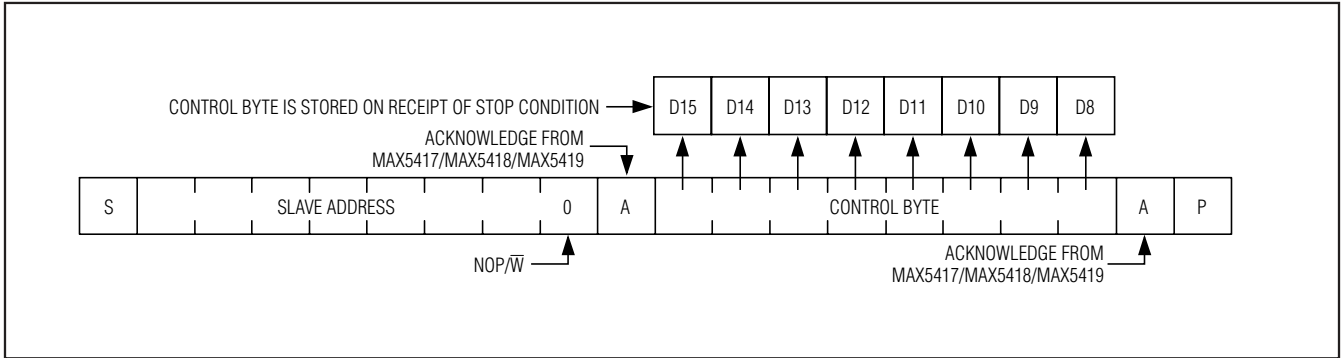 CONTROL BYTE IS STORED ON RECEIPT OF STOP CONDITION
D15 D14 D13 D12 D11 D10 D9 D8
ACKNOWLEDGE FROM
MAX5417/MAX5418/MAX5419
S SLAVE ADDRESS 0 A CONTROL BYTE A P
NOP/W̅
ACKNOWLEDGE FROM
MAX5417/MAX5418/MAX5419